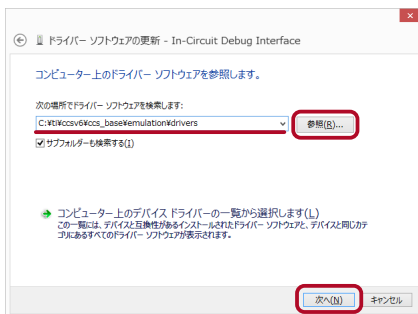 ドライバー ソフトウェアの更新 - In-Circuit Debug Interface
コンピューター上のドライバー ソフトウェアを参照します。
次の場所でドライバー ソフトウェアを検索します:
C:¥ti¥ccsv6¥ccs_base¥emulation¥drivers
参照(R)...
サブフォルダーも検索する(I)
コンピューター上のデバイス ドライバーの一覧から選択します(L)
この一覧には、デバイスと互換性があるインストールされたドライバー ソフトウェアと、デバイスと同じカテ
ゴリにあるすべてのドライバー ソフトウェアが表示されます。
次へ(N)
キャンセル